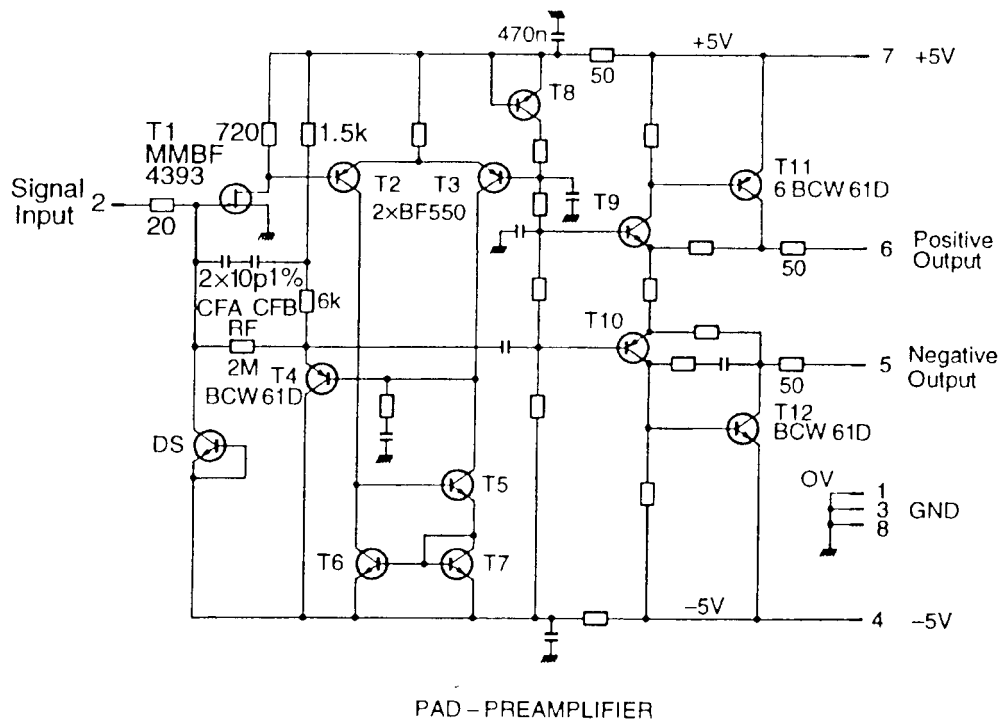 470n
+5V
7 +5V
50
T8
T1
MMBF
4393
720
1.5k
T2
T3
2×BF550
T11
6 BCW 61D
Signal
Input
2
20
T9
6
Positive
Output
50
2×10p1%
CFA CFB
6k
RF
2M
T10
T4
BCW 61D
5
Negative
Output
50
T12
BCW 61D
DS
T5
OV
1
3
8
GND
T6
T7
−5V
4 −5V
PAD – PREAMPLIFIER